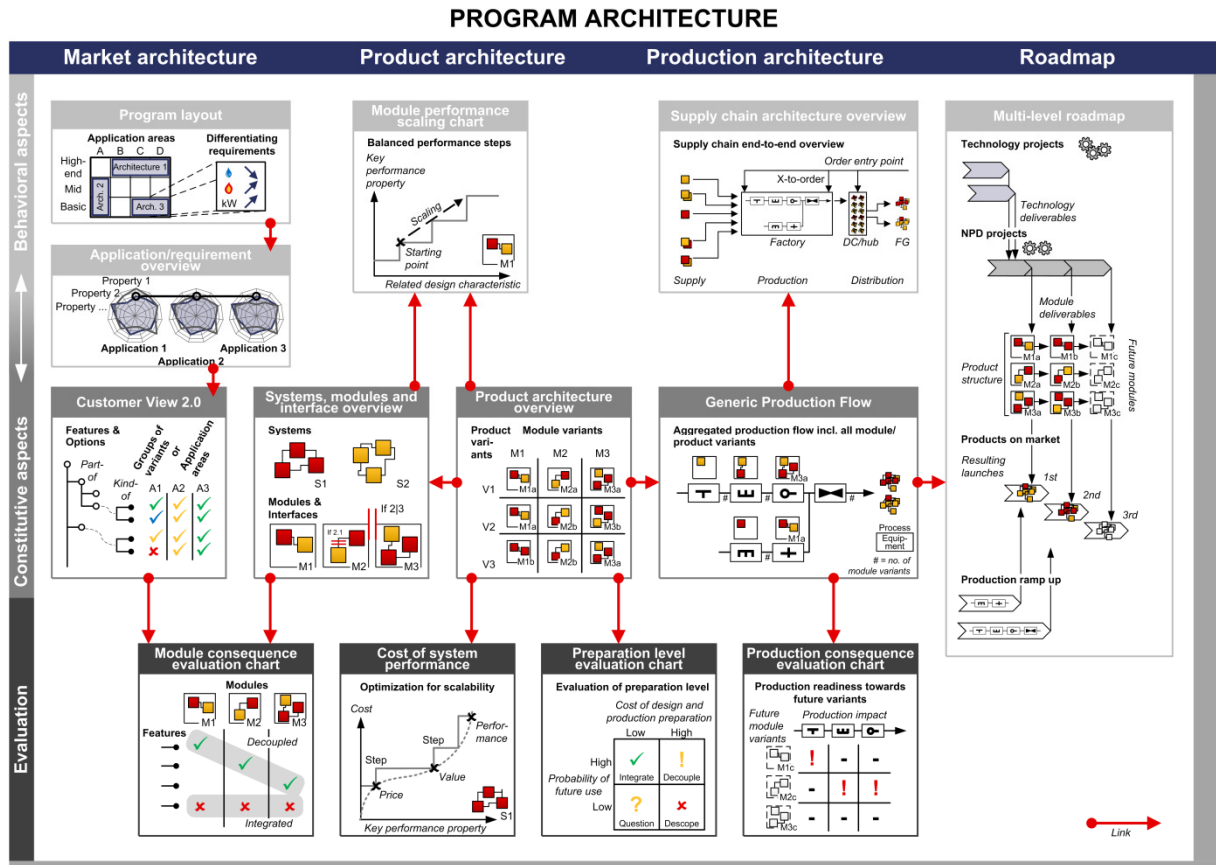 PROGRAM ARCHITECTURE
Market architecture
Product architecture
Production architecture
Roadmap
Behavioral aspects
Constitutive aspects
Evaluation
Program layout
Application areas
A B C D
High-
end
Mid
Basic
Architecture 1
Arch. 2
Arch. 3
Differentiating
requirements
kW
Application/requirement
overview
Property 1
Property 2
Property ...
Application 1
Application 2
Application 3
Module performance
scaling chart
Balanced performance steps
Key
performance
property
Scaling
Starting
point
M1
Related design characteristic
Supply chain architecture overview
Supply chain end-to-end overview
Order entry point
X-to-order
Factory
DC/hub
FG
Supply
Production
Distribution
Multi-level roadmap
Technology projects
Technology
deliverables
NPD projects
Module
deliverables
Product
structure
M1a
M1b
M1c
M2a
M2b
M2c
M3a
M3b
M3c
Future modules
Products on market
Resulting
launches
1st
2nd
3rd
Production ramp up
Customer View 2.0
Features &
Options
Part-
of
Kind-
of
Groups of
variants
or
Application
areas
A1 A2 A3
Systems, modules and
interface overview
Systems
S1
S2
Modules &
Interfaces
If 2,1
If 2|3
M1
M2
M3
Product architecture
overview
Product
vari-
ants
Module variants
M1 M2 M3
V1
M1a
M2a
M3a
V2
M1a
M2b
M3b
V3
M1b
M2b
M3a
Generic Production Flow
Aggregated production flow incl. all module/
product variants
M3a
# # #
M1a
#
Process
Equip-
ment
# = no. of
module variants
Module consequence
evaluation chart
Modules
M1
M2
M3
Features
Decoupled
Integrated
Cost of system
performance
Optimization for scalability
Cost
Perfor-
mance
Step
Step
Value
Price
S1
Key performance property
Preparation level
evaluation chart
Evaluation of preparation level
Cost of design and
production preparation
Low
High
High
Probability of
future use
Low
Integrate
! Decouple
? Question
Descope
Production consequence
evaluation chart
Production readiness towards
future variants
Future
module
variants
Production impact
M1c
! - -
M2c
- ! !
M3c
- - -
Link